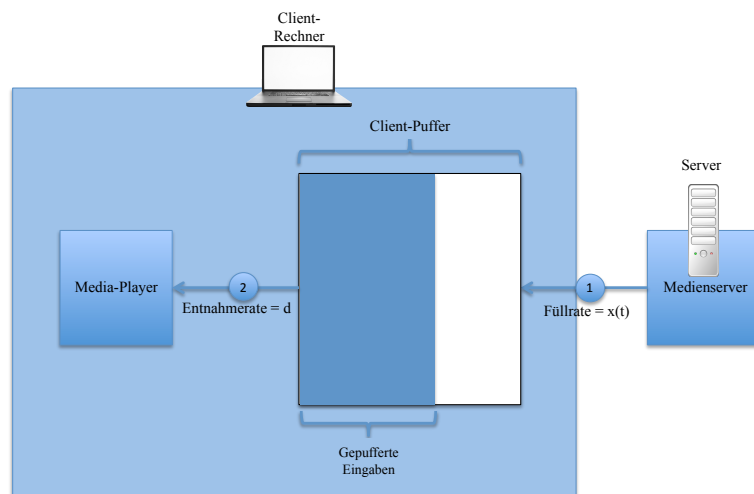 Client-
Rechner
Client-Puffer
Server
Media-Player
2
Entnahmerate = d
1
Füllrate = x(t)
Medienserver
Gepufferte
Eingaben